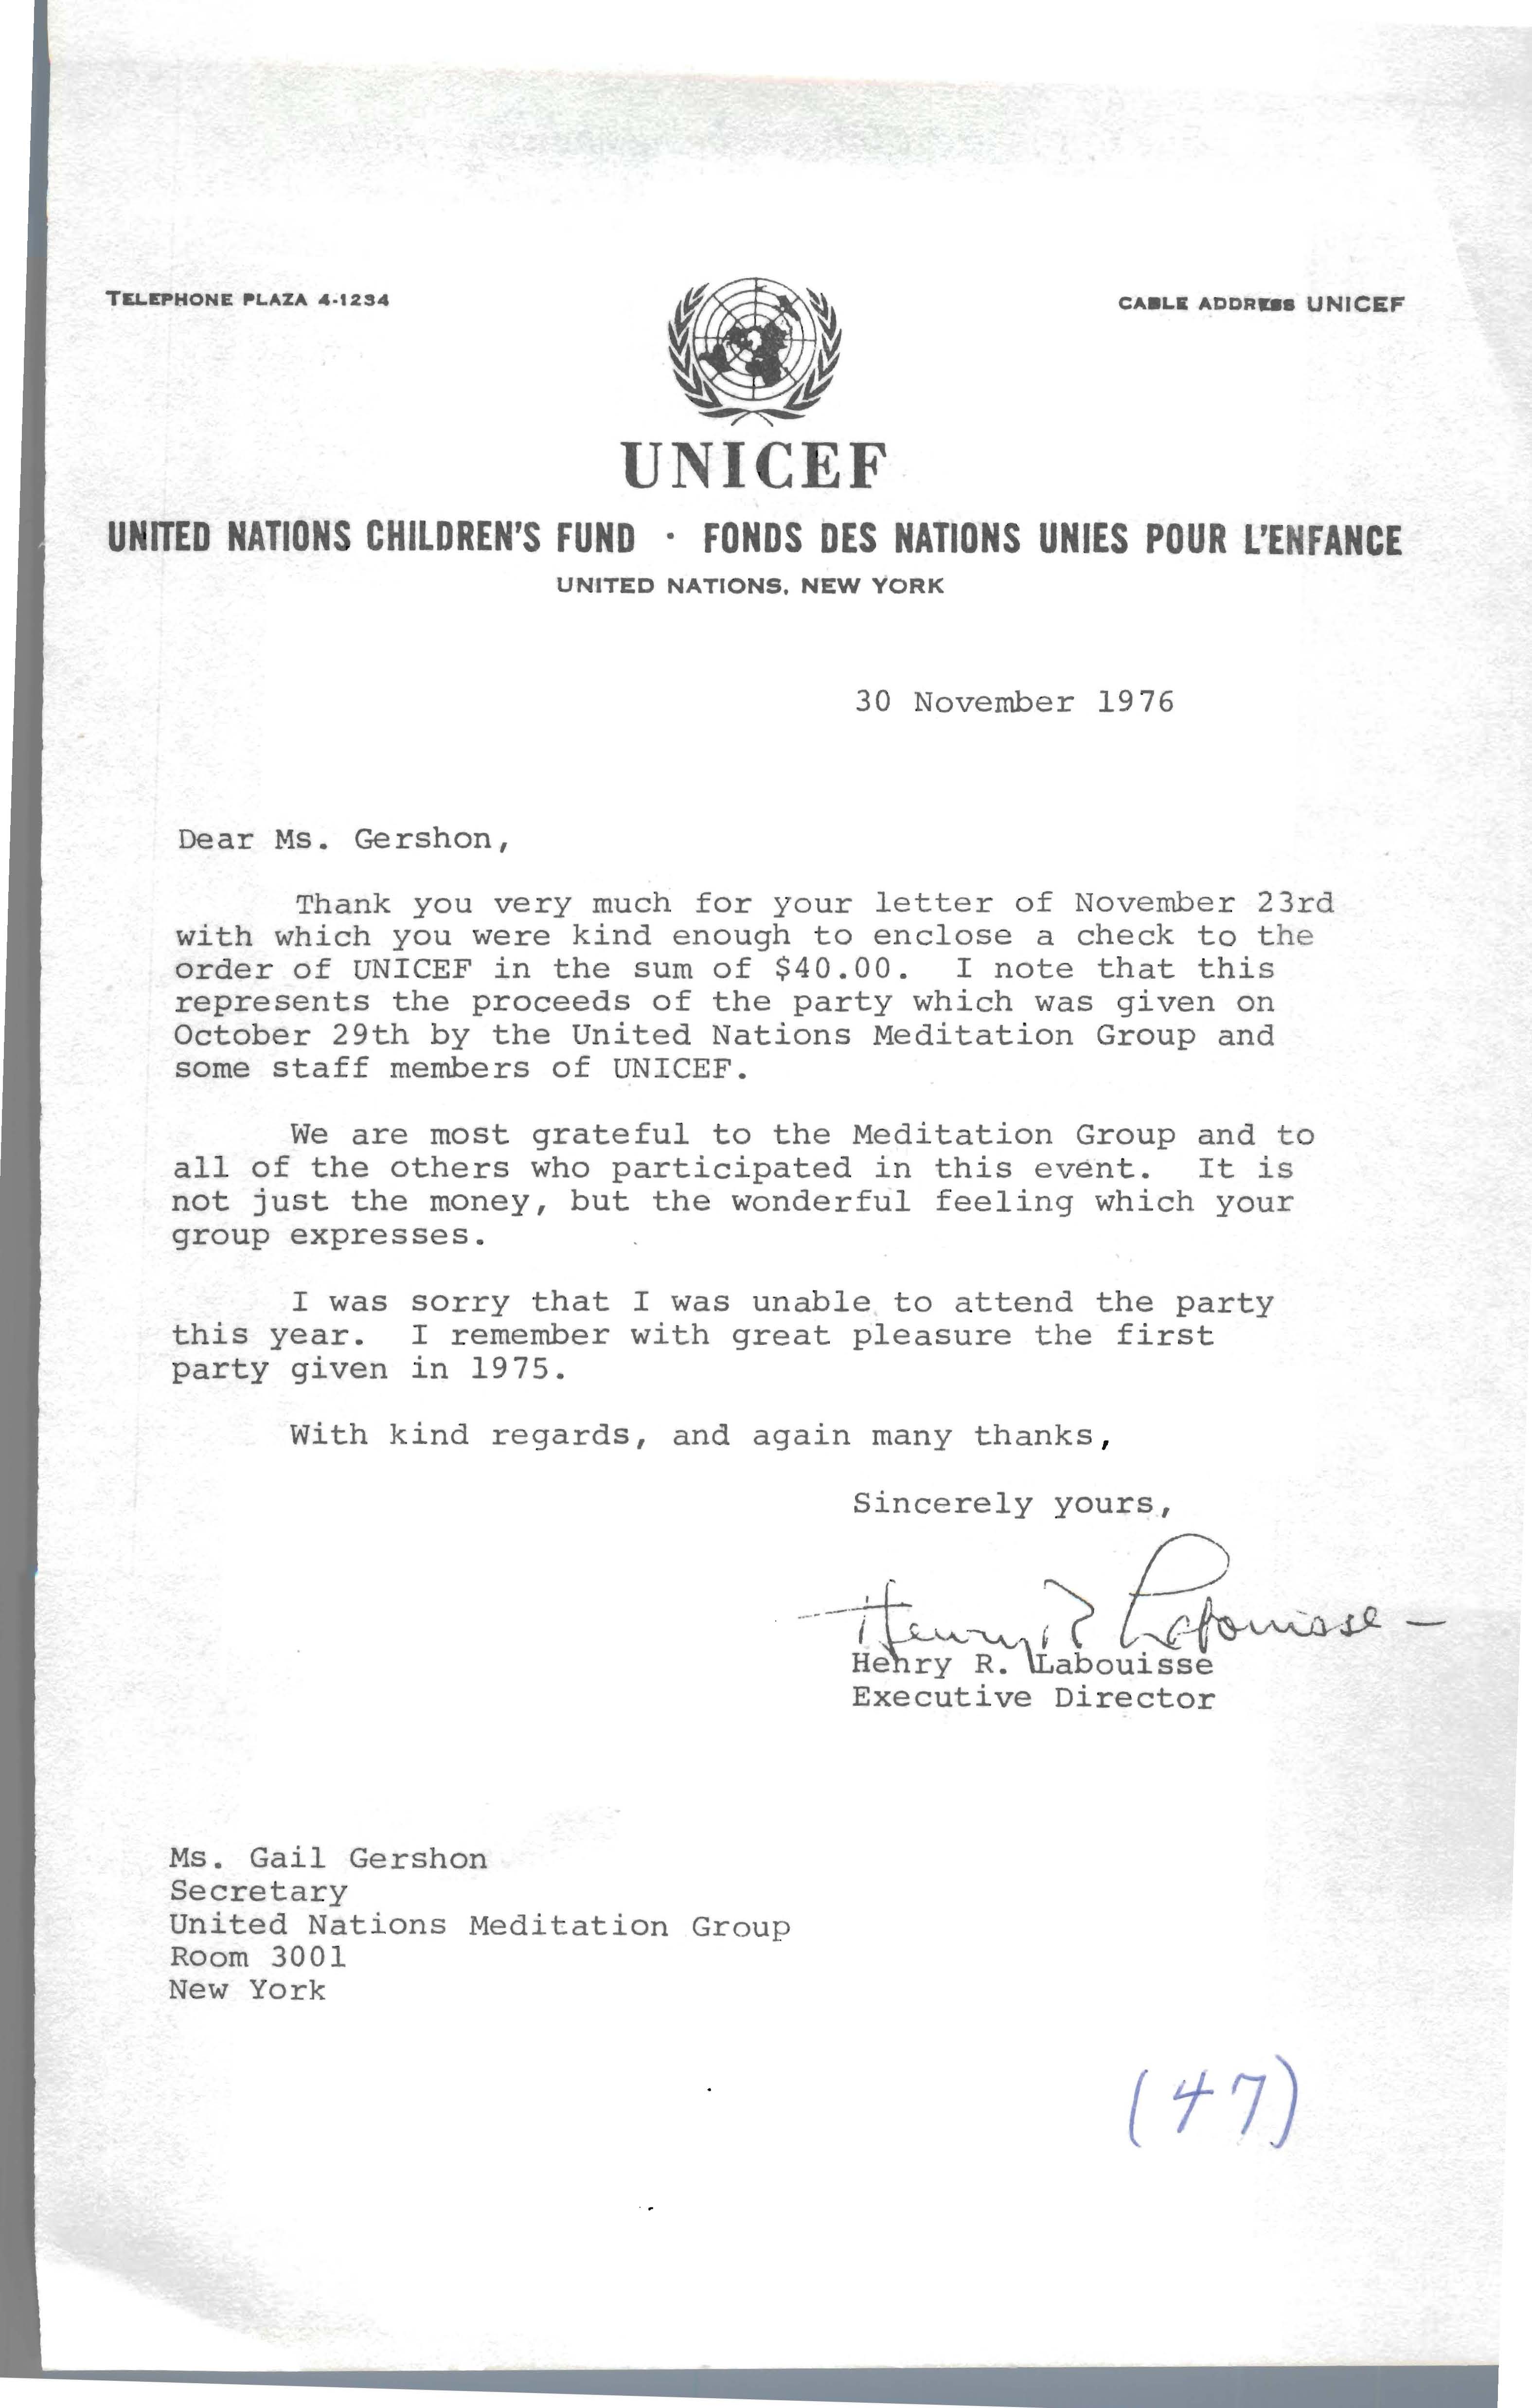 TELEPHONE PLAZA 4-1234
CABLE ADDRESS UNICEF
UNICEF
UNITED NATIONS CHILDREN'S FUND · FONDS DES NATIONS UNIES POUR L'ENFANCE
UNITED NATIONS, NEW YORK
30 November 1976
Dear Ms. Gershon,
Thank you very much for your letter of November 23rd
with which you were kind enough to enclose a check to the
order of UNICEF in the sum of $40.00. I note that this
represents the proceeds of the party which was given on
October 29th by the United Nations Meditation Group and
some staff members of UNICEF.
We are most grateful to the Meditation Group and to
all of the others who participated in this event. It is
not just the money, but the wonderful feeling which your
group expresses.
I was sorry that I was unable to attend the party
this year. I remember with great pleasure the first
party given in 1975.
With kind regards, and again many thanks,
Sincerely yours,
Henry R Labouisse
Henry R. Labouisse
Executive Director
Ms. Gail Gershon
Secretary
United Nations Meditation Group
Room 3001
New York
(47)